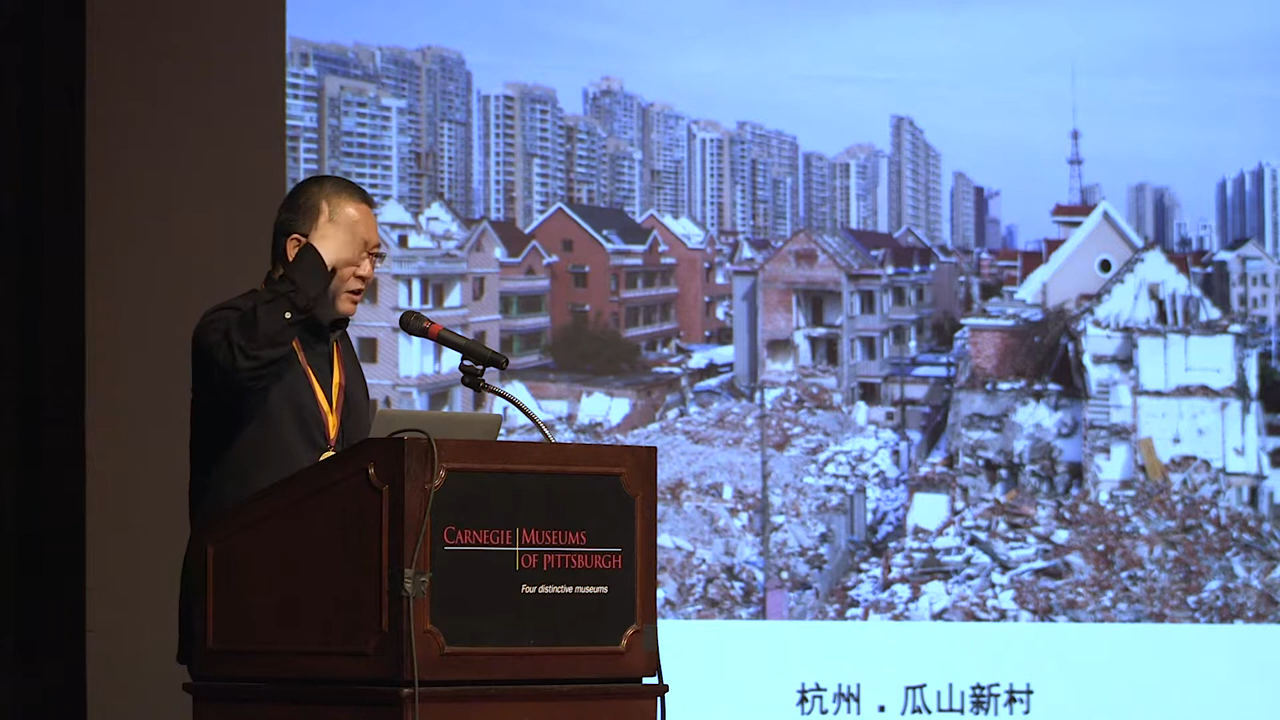 CARNEGIE MUSEUMS
OF PITTSBURGH
Four distinctive museums
杭州．瓜山新村